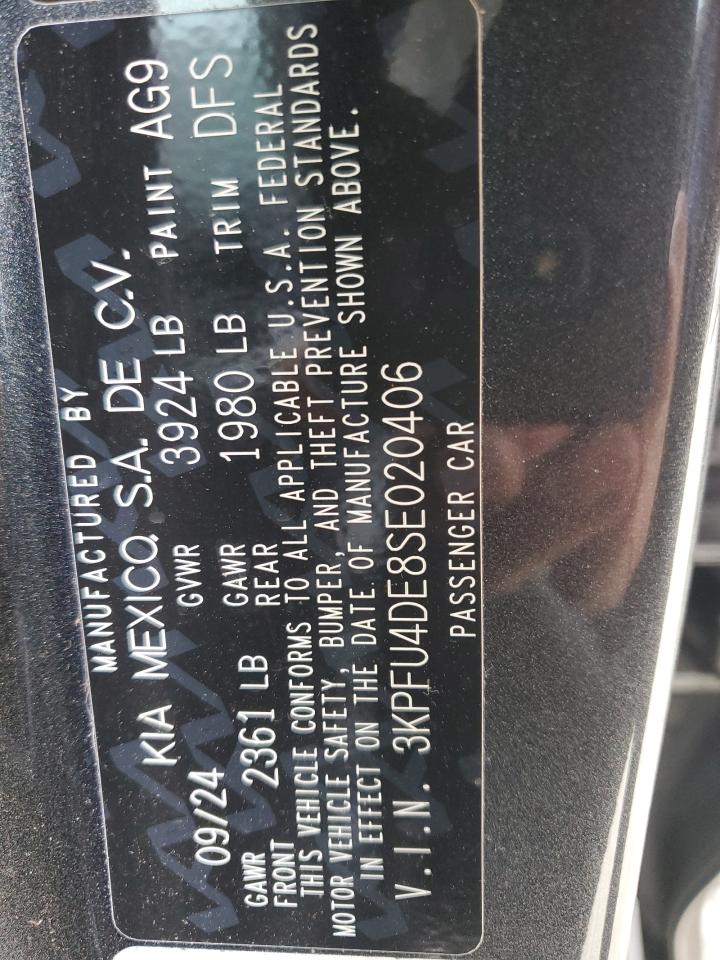 MANUFACTURED BY
KIA MEXICO, S.A. DE C.V.
09/24 GVWR 3924 LB PAINT AG9
GAWR FRONT 2361 LB GAWR REAR 1980 LB TRIM DFS
THIS VEHICLE CONFORMS TO ALL APPLICABLE U.S.A. FEDERAL
MOTOR VEHICLE SAFETY, BUMPER, AND THEFT PREVENTION STANDARDS
IN EFFECT ON THE DATE OF MANUFACTURE SHOWN ABOVE.
V.I.N. 3KPFU4DE8SE020406
PASSENGER CAR